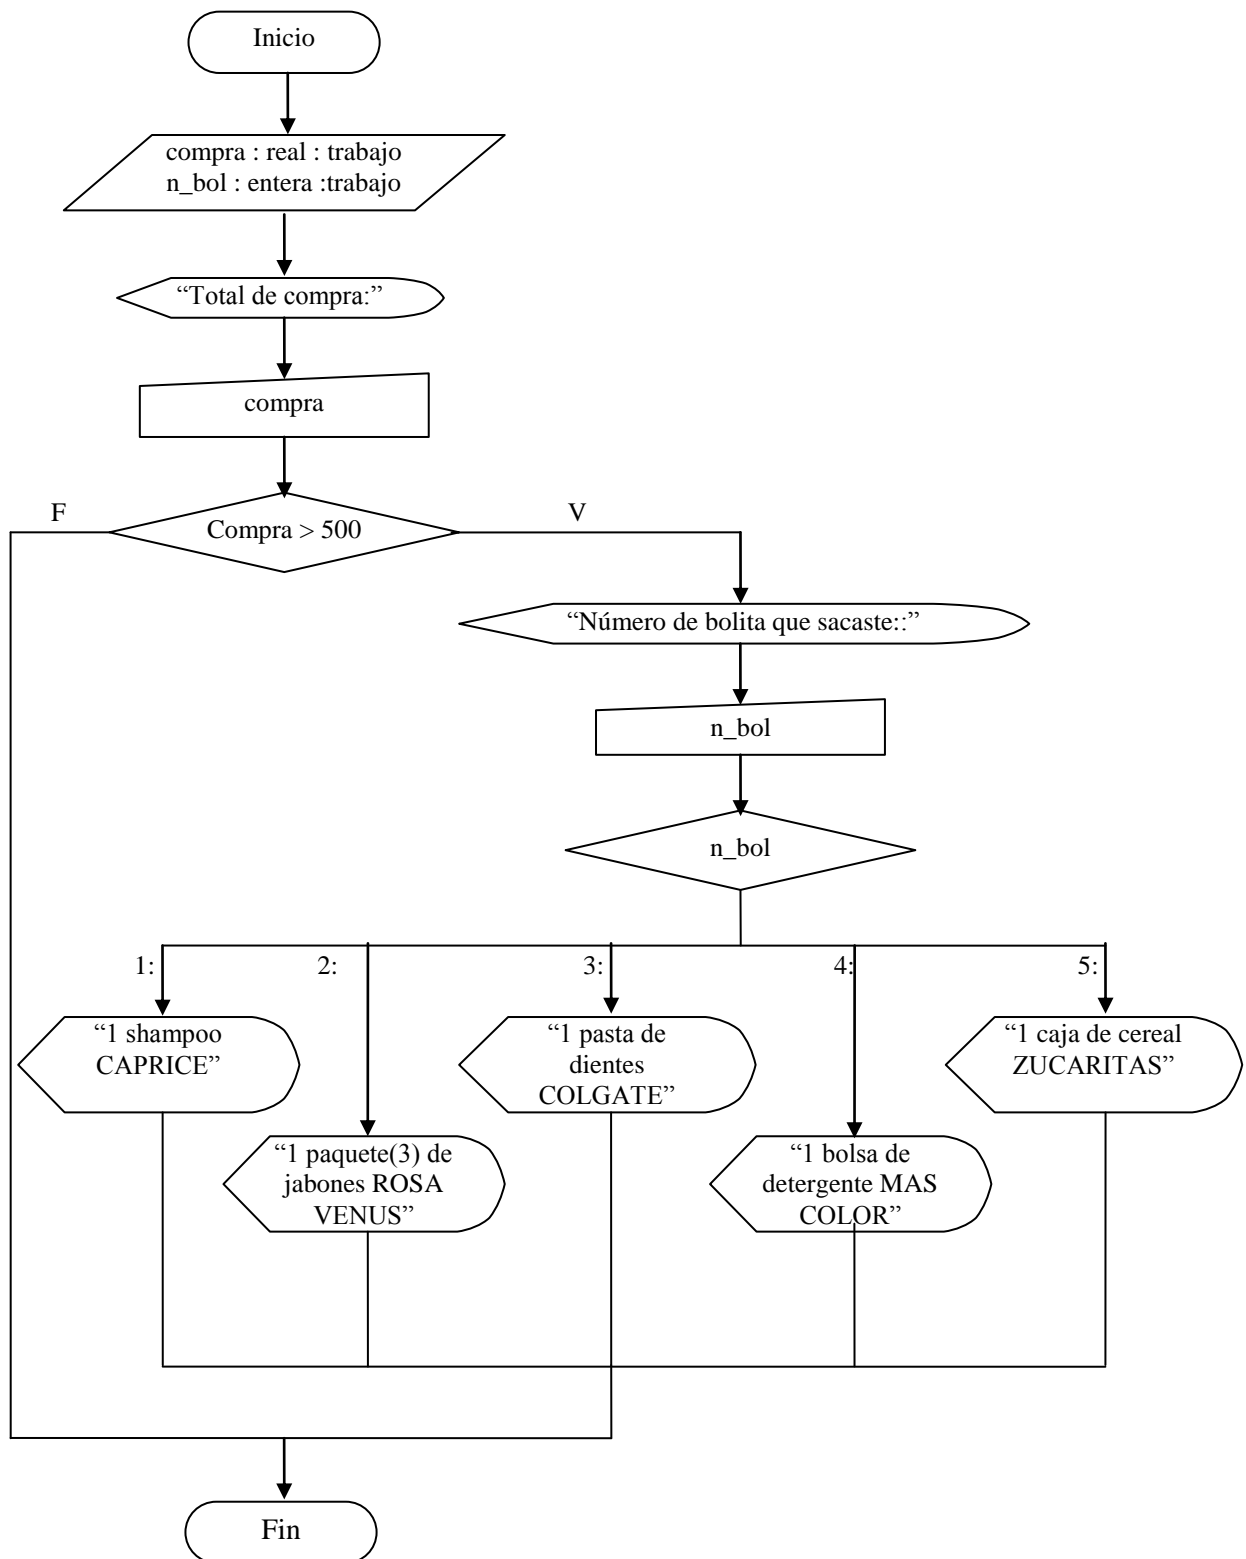 Inicio
compra : real : trabajo
n_bol : entera :trabajo
“Total de compra:”
compra
F
V
Compra > 500
“Número de bolita que sacaste::”
n_bol
n_bol
1:
2:
3:
4:
5:
“1 shampoo
CAPRICE”
“1 pasta de
dientes
COLGATE”
“1 caja de cereal
ZUCARITAS”
“1 paquete(3) de
jabones ROSA
VENUS”
“1 bolsa de
detergente MAS
COLOR”
Fin